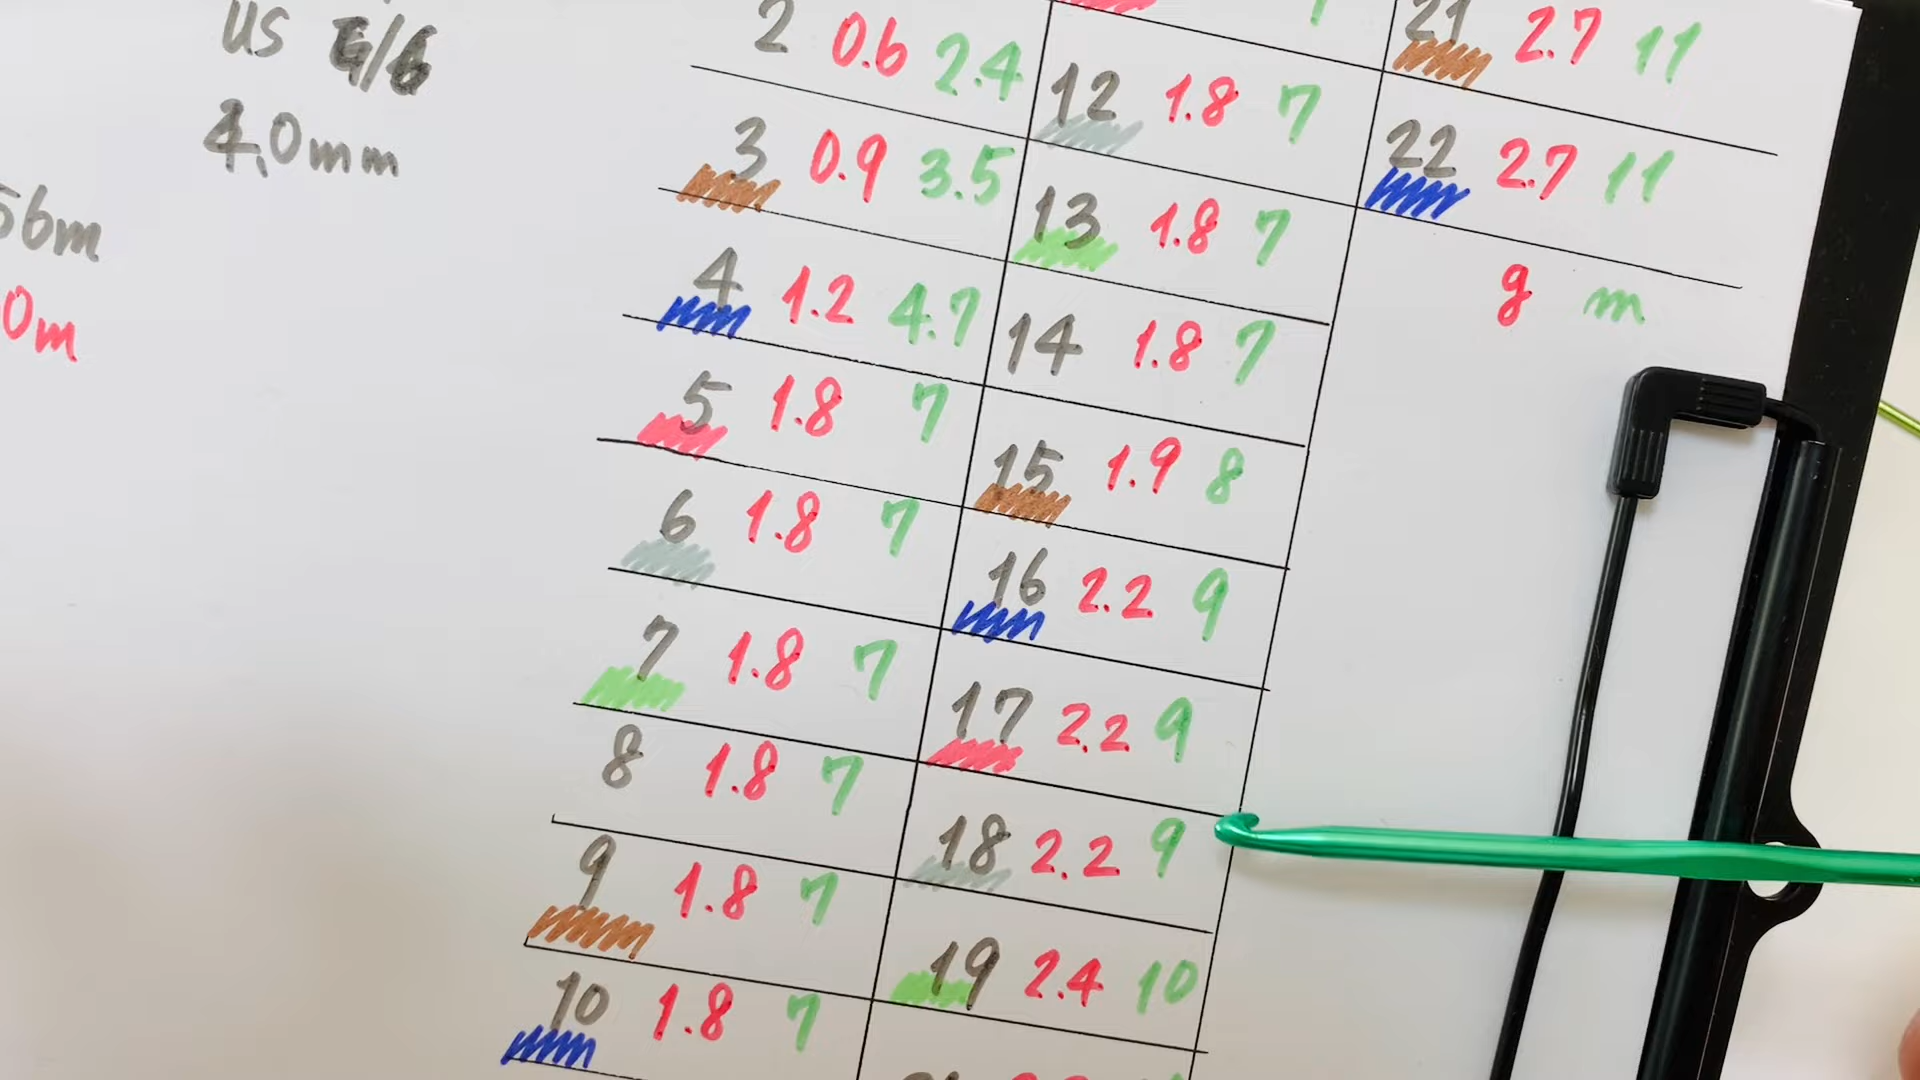 US G/6
4.0mm
56m
0m
2 0.6 2.4
3 0.9 3.5
4 1.2 4.7
5 1.8 7
6 1.8 7
7 1.8 7
8 1.8 7
9 1.8 7
10 1.8 7
12 1.8 7
13 1.8 7
14 1.8 7
15 1.9 8
16 2.2 9
17 2.2 9
18 2.2 9
19 2.4 10
21 2.7 11
22 2.7 11
g m